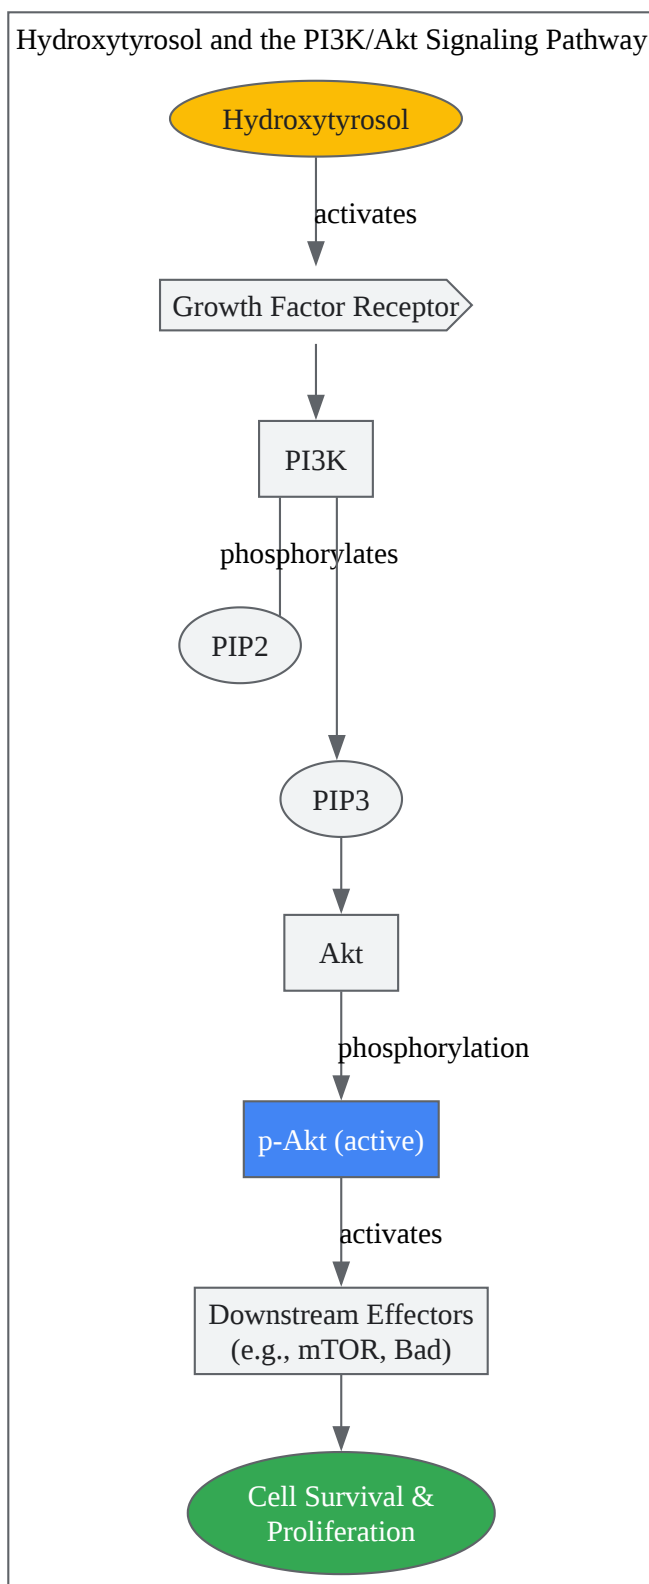 Hydroxytyrosol and the PI3K/Akt Signaling Pathway
Hydroxytyrosol
activates
Growth Factor Receptor
PI3K
phosphorylates
PIP2
PIP3
Akt
phosphorylation
p-Akt (active)
activates
Downstream Effectors
(e.g., mTOR, Bad)
Cell Survival &
Proliferation